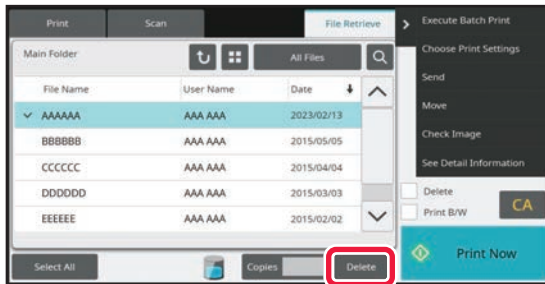 Print Scan File Retrieve
Main Folder All Files
File Name User Name Date
AAAAAA AAA AAA 2023/02/13
BBBBBB AAA AAA 2015/05/05
CCCCCC AAA AAA 2015/04/04
DDDDDD AAA AAA 2015/03/03
EEEEEE AAA AAA 2015/02/02
Select All Copies Delete
Execute Batch Print
Choose Print Settings
Send
Move
Check Image
See Detail Information
Delete
Print B/W
CA
Print Now